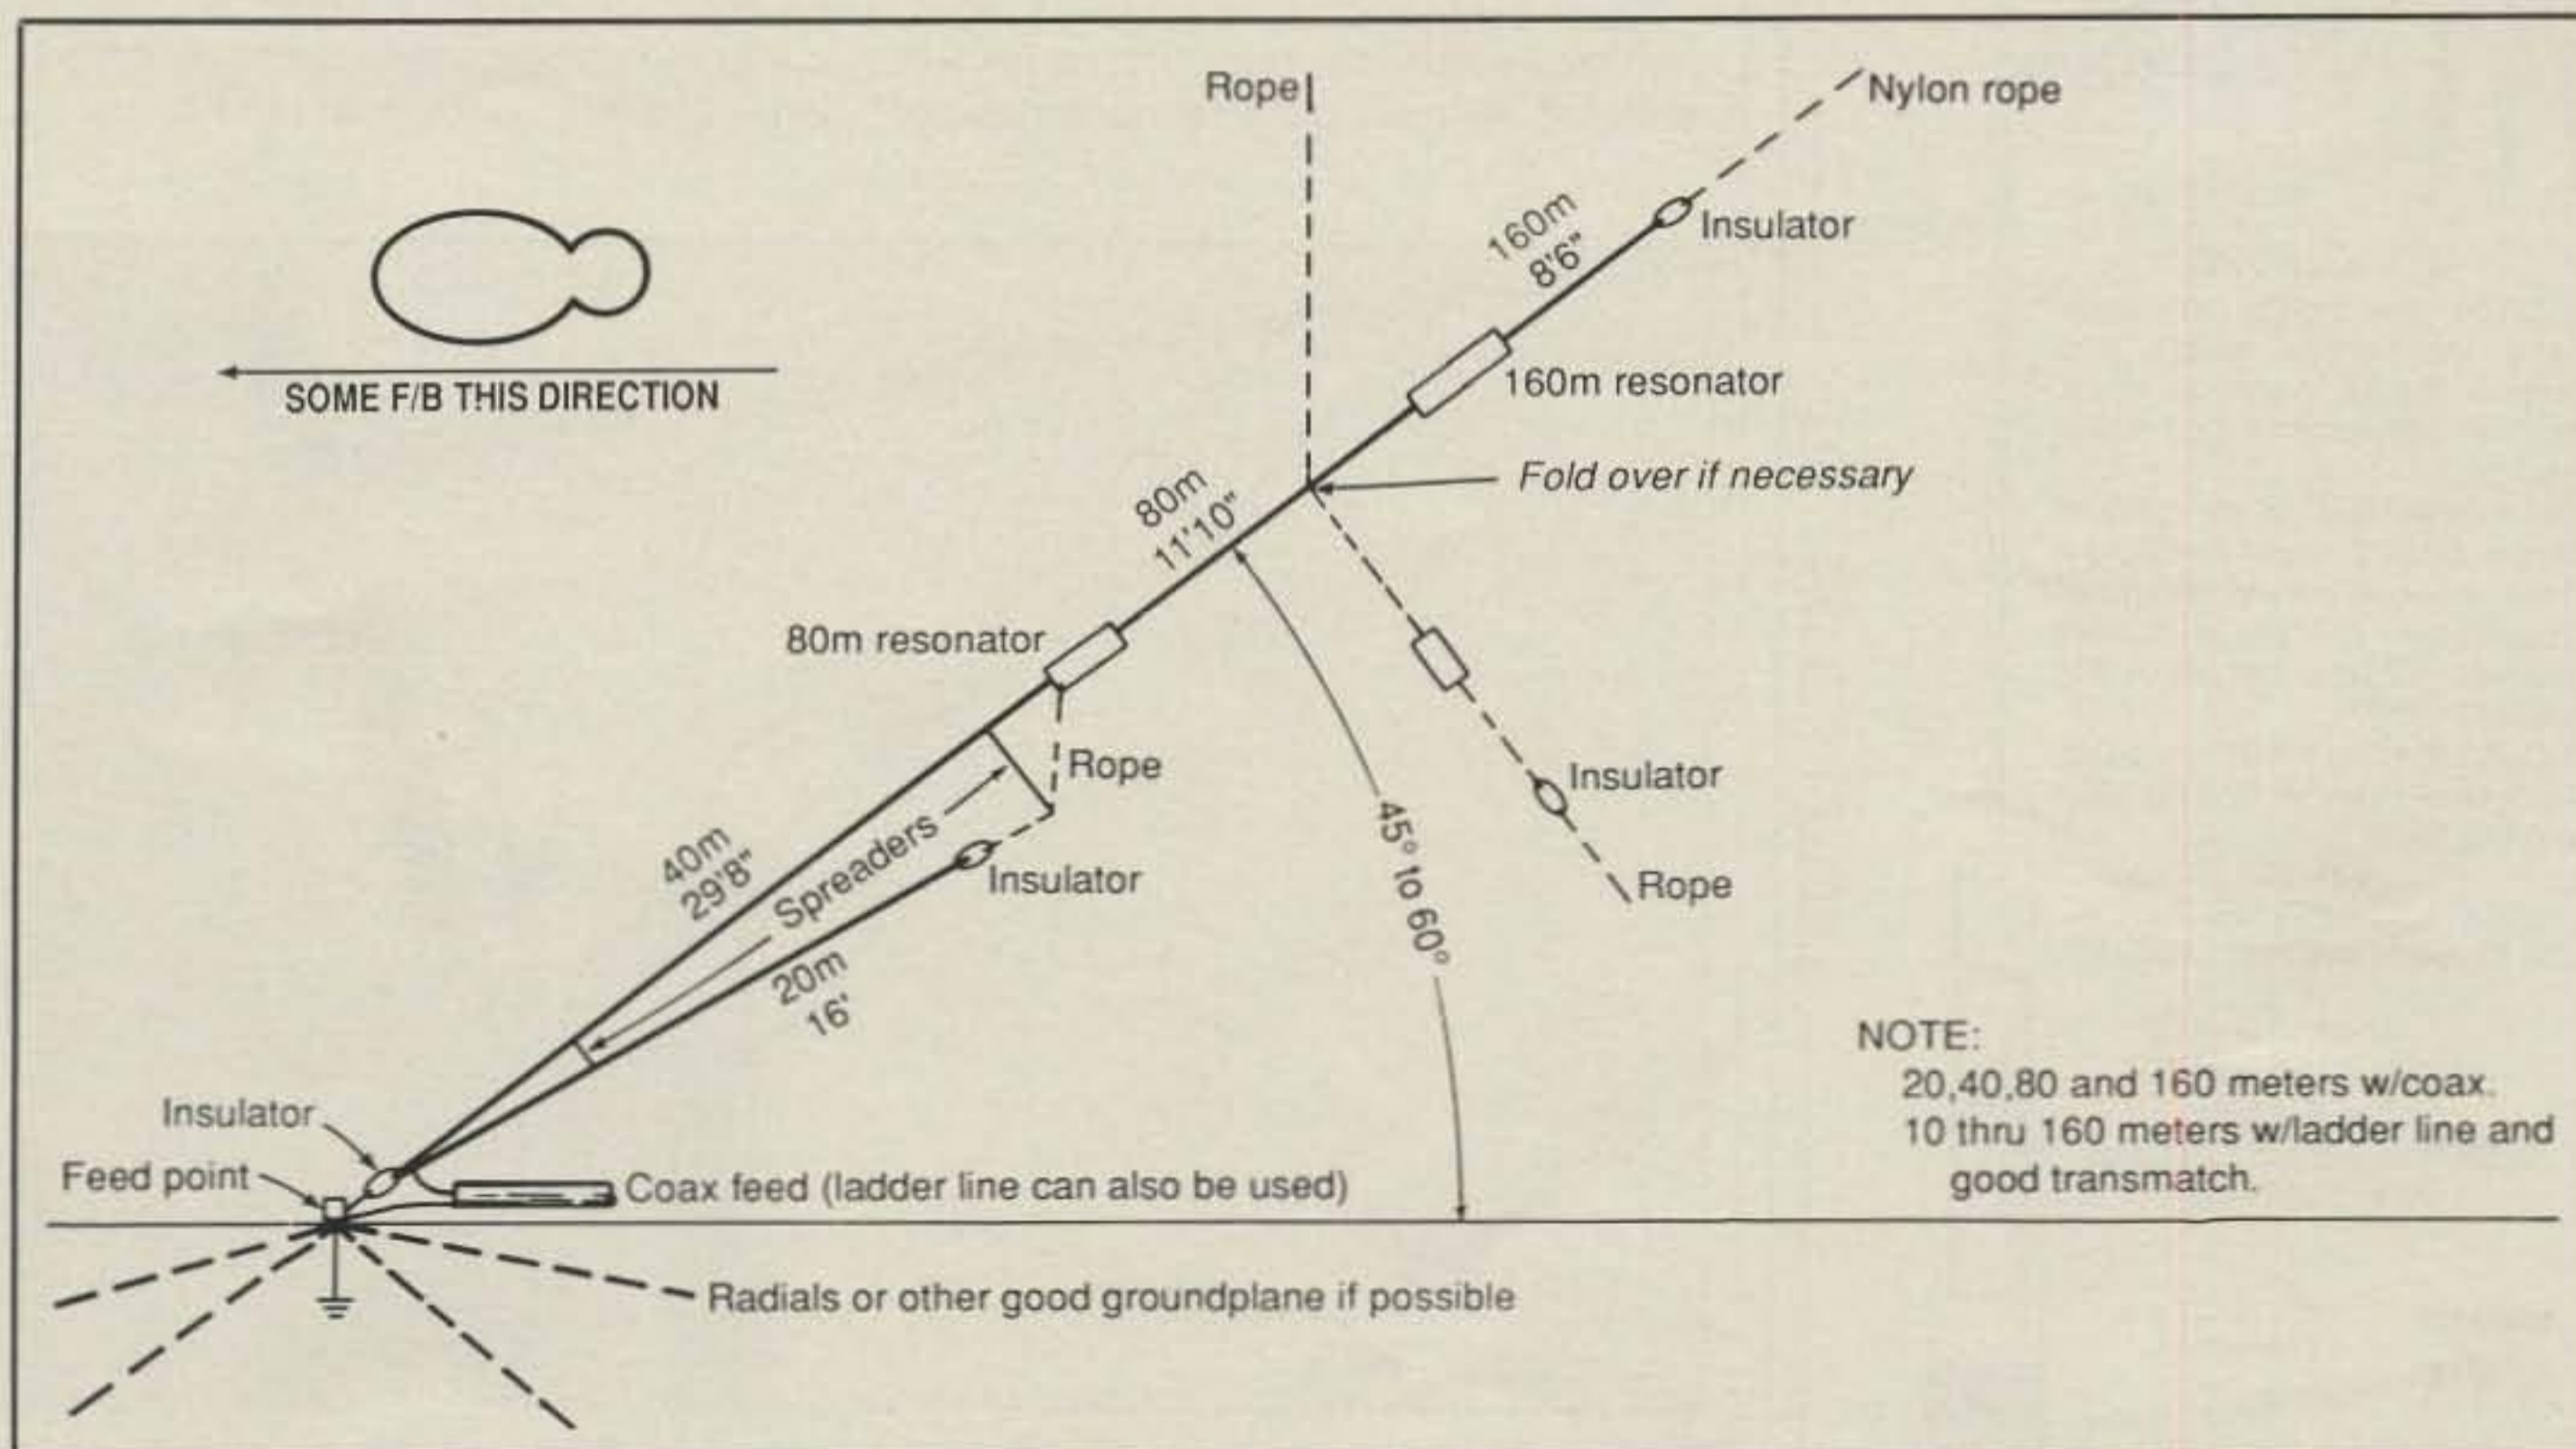 Rope
Nylon rope
160m
8'6"
Insulator
160m resonator
SOME F/B THIS DIRECTION
Fold over if necessary
80m
11'10"
80m resonator
Rope
Insulator
40m
29'8"
Spreaders
Insulator
45° to 60°
Rope
20m
16'
NOTE:
20,40,80 and 160 meters w/coax.
10 thru 160 meters w/ladder line and
good transmatch.
Insulator
Feed point
Coax feed (ladder line can also be used)
Radials or other good groundplane if possible